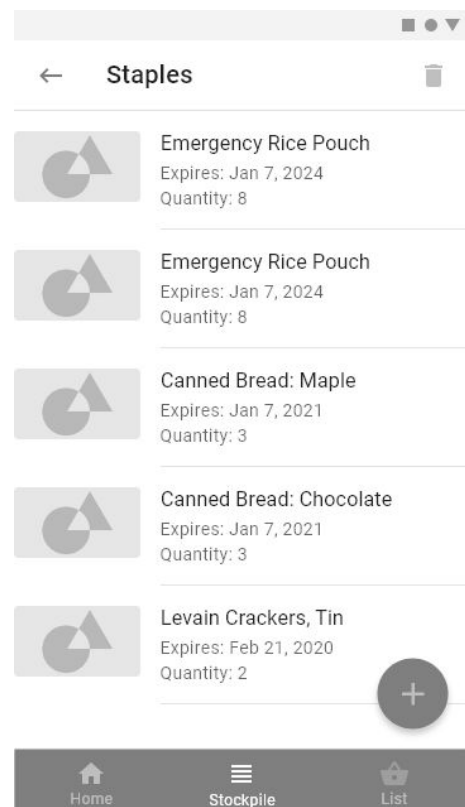 Staples
Emergency Rice Pouch
Expires: Jan 7, 2024
Quantity: 8
Emergency Rice Pouch
Expires: Jan 7, 2024
Quantity: 8
Canned Bread: Maple
Expires: Jan 7, 2021
Quantity: 3
Canned Bread: Chocolate
Expires: Jan 7, 2021
Quantity: 3
Levain Crackers, Tin
Expires: Feb 21, 2020
Quantity: 2
Home Stockpile List